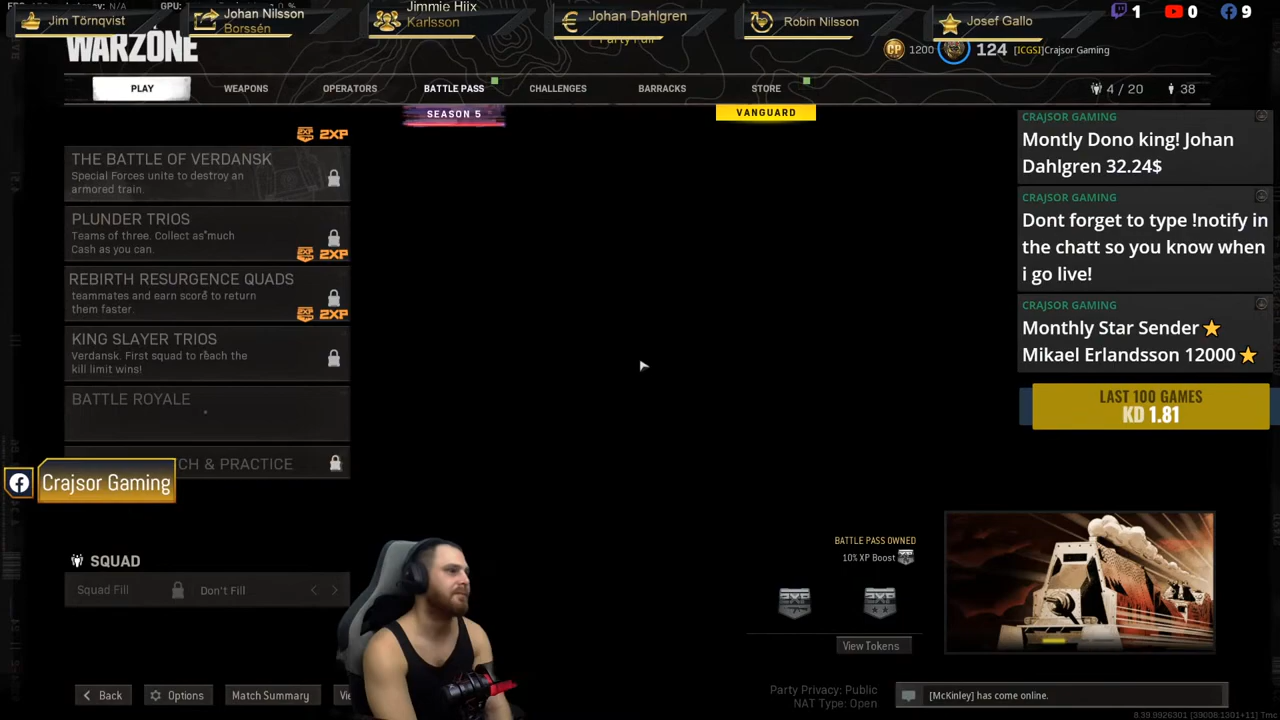 Jim Törnqvist
Johan Nilsson
Borssén
Jimmie Hiix
Karlsson
Johan Dahlgren
Robin Nilsson
Josef Gallo
1
0
9
WARZONE
Party Full
1200
124
[ICGS]Crajsor Gaming
PLAY
WEAPONS
OPERATORS
BATTLE PASS
CHALLENGES
BARRACKS
STORE
4 / 20
38
SEASON 5
VANGUARD
2XP
THE BATTLE OF VERDANSK
Special Forces unite to destroy an
armored train.
PLUNDER TRIOS
Teams of three. Collect as much
Cash as you can.
2XP
REBIRTH RESURGENCE QUADS
teammates and earn score to return
them faster.
2XP
KING SLAYER TRIOS
Verdansk. First squad to reach the
kill limit wins!
BATTLE ROYALE
CH & PRACTICE
Crajsor Gaming
CRAJSOR GAMING
Montly Dono king! Johan
Dahlgren 32.24$
CRAJSOR GAMING
Dont forget to type !notify in
the chatt so you know when
i go live!
CRAJSOR GAMING
Monthly Star Sender
Mikael Erlandsson 12000
LAST 100 GAMES
KD 1.81
SQUAD
Squad Fill
Don't Fill
BATTLE PASS OWNED
10% XP Boost
View Tokens
Back
Options
Match Summary
Party Privacy: Public
NAT Type: Open
[McKinley] has come online.